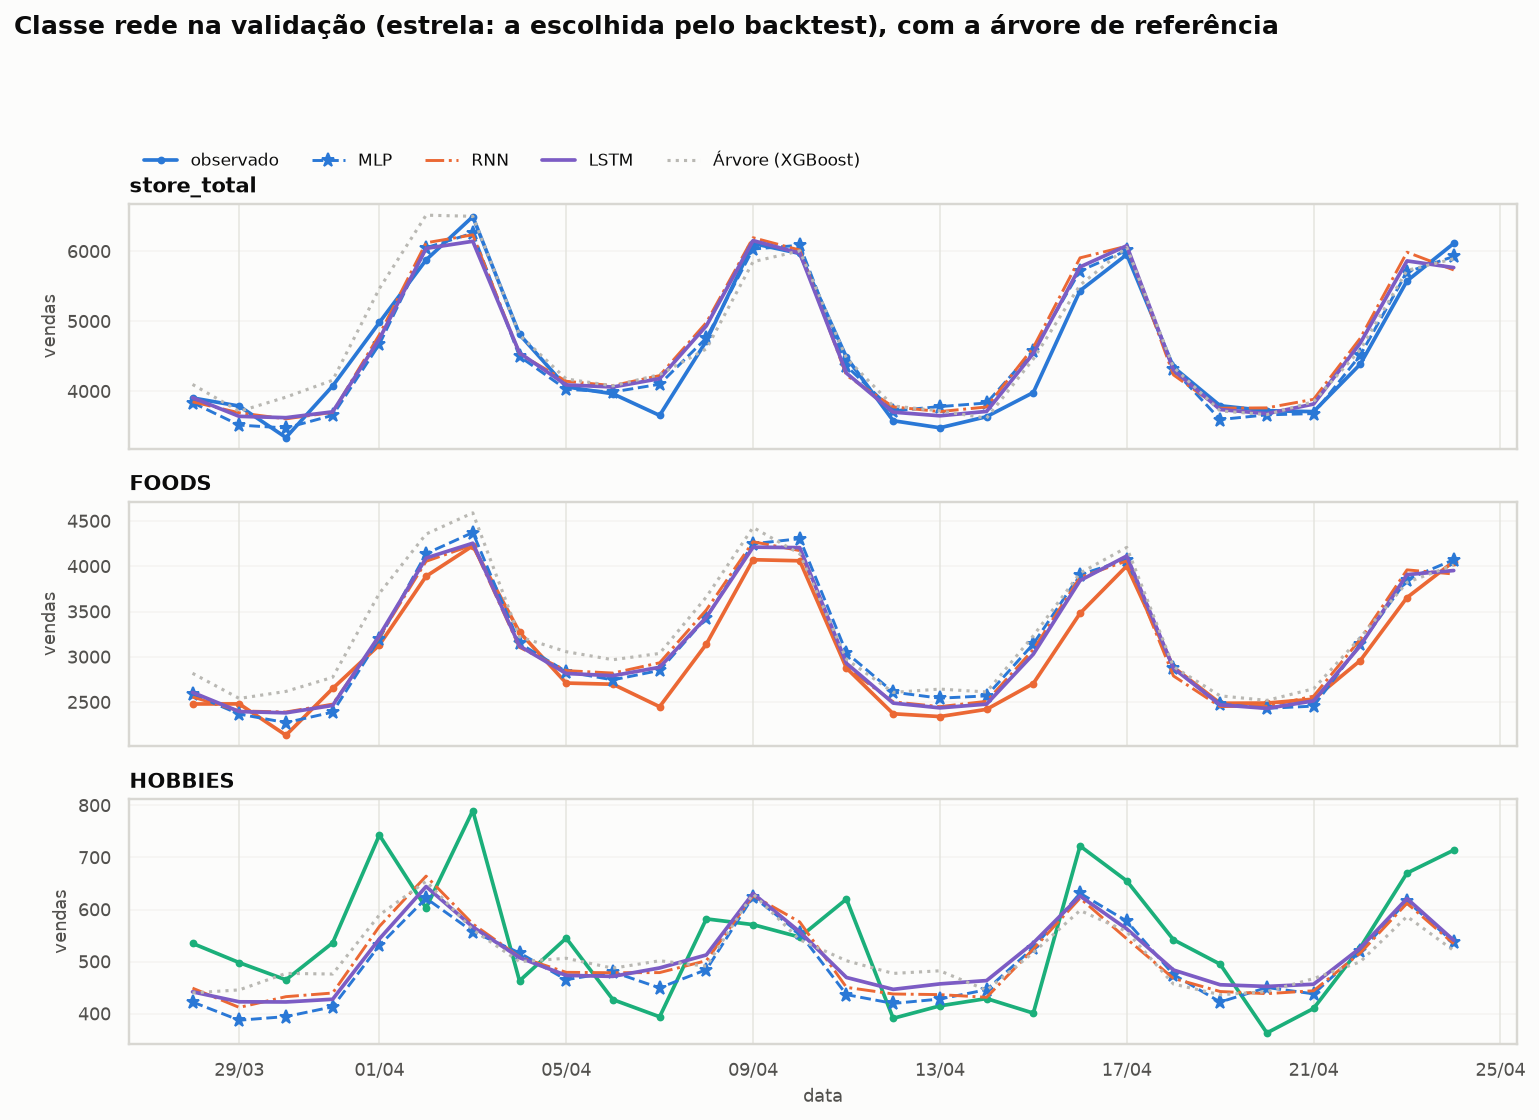 Classe rede na validação (estrela: a escolhida pelo backtest), com a árvore de referência
observado MLP RNN LSTM Árvore (XGBoost)
store_total
vendas
6000
5000
4000
FOODS
vendas
4500
4000
3500
3000
2500
HOBBIES
vendas
800
700
600
500
400
29/03 01/04 05/04 09/04 13/04 17/04 21/04 25/04
data